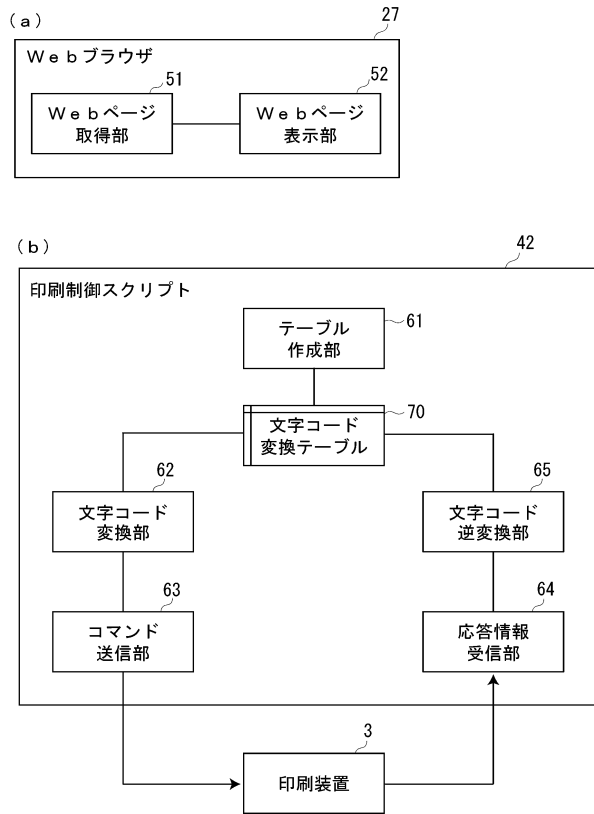 （ａ）
27
Ｗｅｂブラウザ
51
52
Ｗｅｂページ
取得部
Ｗｅｂページ
表示部
（ｂ）
42
印刷制御スクリプト
61
テーブル
作成部
70
文字コード
変換テーブル
62
65
文字コード
変換部
文字コード
逆変換部
63
64
コマンド
送信部
応答情報
受信部
3
印刷装置